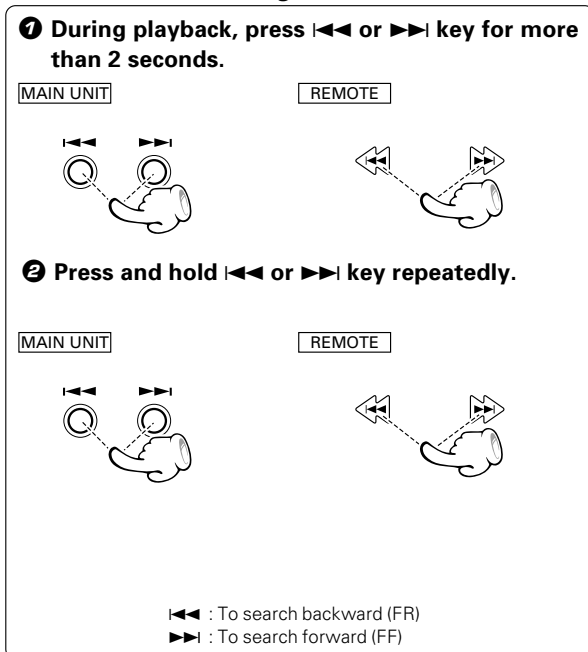 ❶ During playback, press |◄◄ or ►►| key for more
than 2 seconds.
MAIN UNIT REMOTE
|◄◄ ►►| |◄◄ ►►|
❷ Press and hold |◄◄ or ►►| key repeatedly.
MAIN UNIT REMOTE
|◄◄ ►►| |◄◄ ►►|
|◄◄ : To search backward (FR)
►►| : To search forward (FF)